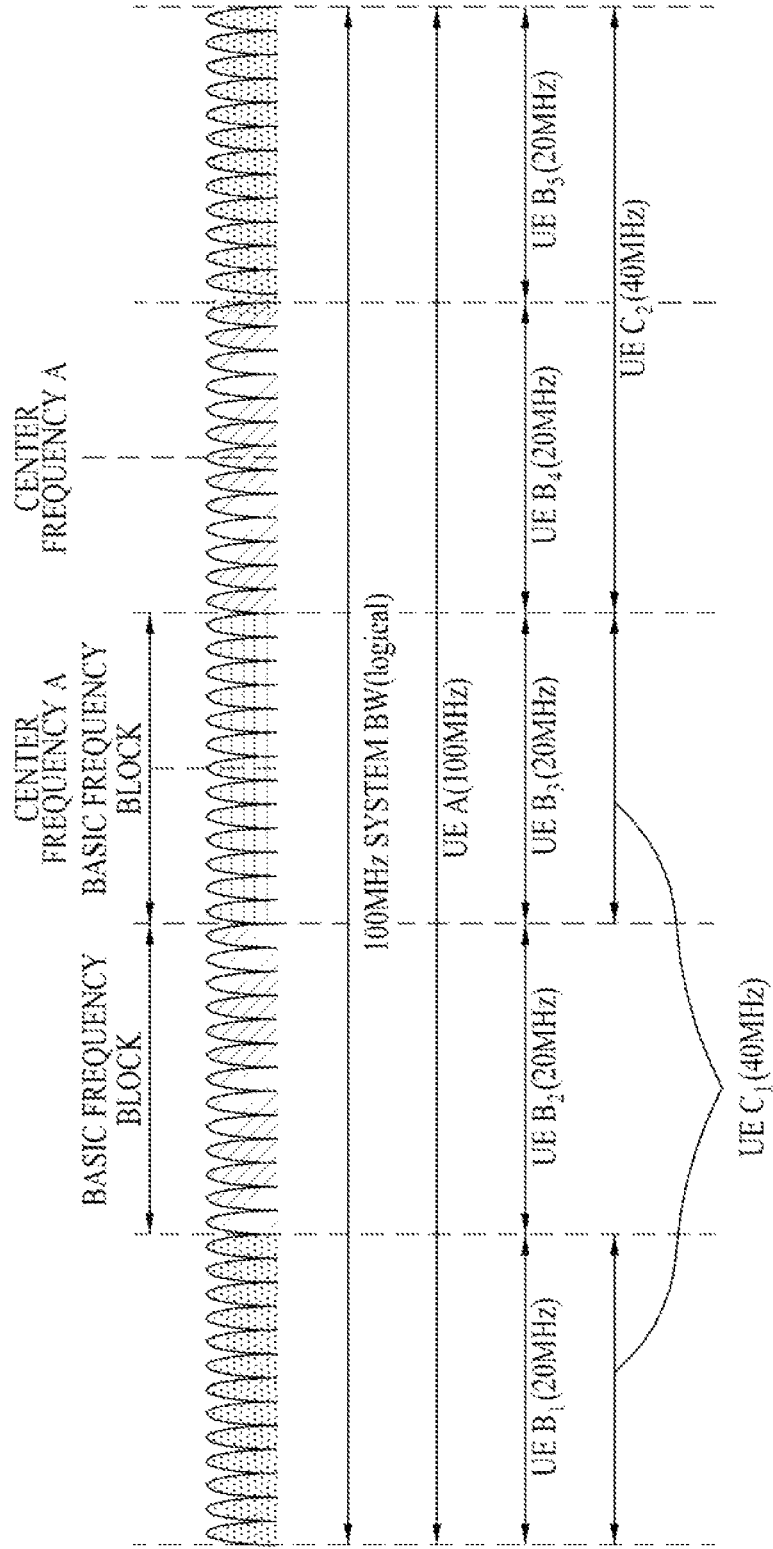 CENTER
FREQUENCY A
CENTER
FREQUENCY A
BASIC FREQUENCY
BLOCK
BASIC FREQUENCY
BLOCK
100MHz SYSTEM BW(logical)
UE A(100MHz)
UE B₁(20MHz)
UE B₂(20MHz)
UE B₃(20MHz)
UE B₄(20MHz)
UE B₅(20MHz)
UE C₂(40MHz)
UE C₁(40MHz)